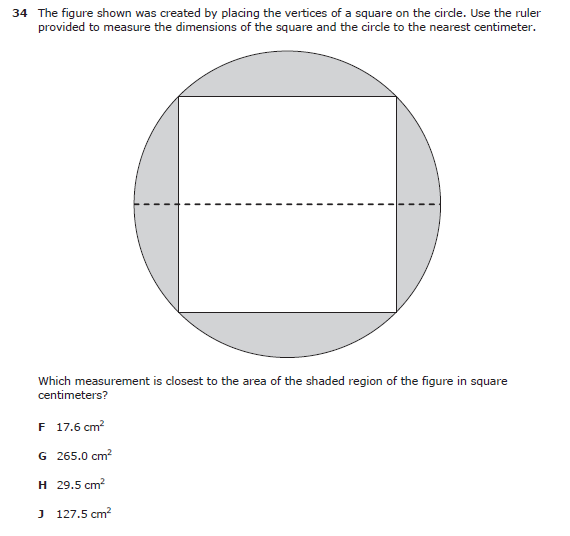 34 The figure shown was created by placing the vertices of a square on the circle. Use the ruler
provided to measure the dimensions of the square and the circle to the nearest centimeter.
Which measurement is closest to the area of the shaded region of the figure in square
centimeters?
F 17.6 cm²
G 265.0 cm²
H 29.5 cm²
J 127.5 cm²